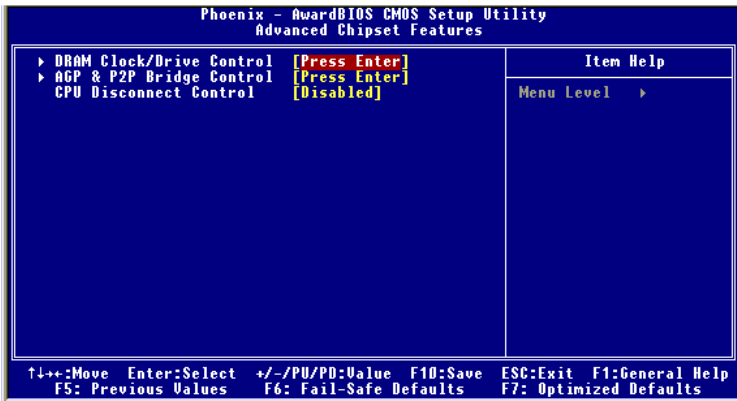 Phoenix - AwardBIOS CMOS Setup Utility
Advanced Chipset Features
▸ DRAM Clock/Drive Control [Press Enter]
▸ AGP & P2P Bridge Control [Press Enter]
CPU Disconnect Control [Disabled]
Item Help
Menu Level ▸
↑↓→←:Move Enter:Select +/-/PU/PD:Value F10:Save ESC:Exit F1:General Help
F5: Previous Values F6: Fail-Safe Defaults F7: Optimized Defaults